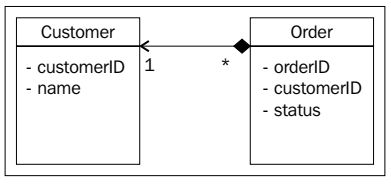 Customer
- customerID
- name
1
*
Order
- orderID
- customerID
- status